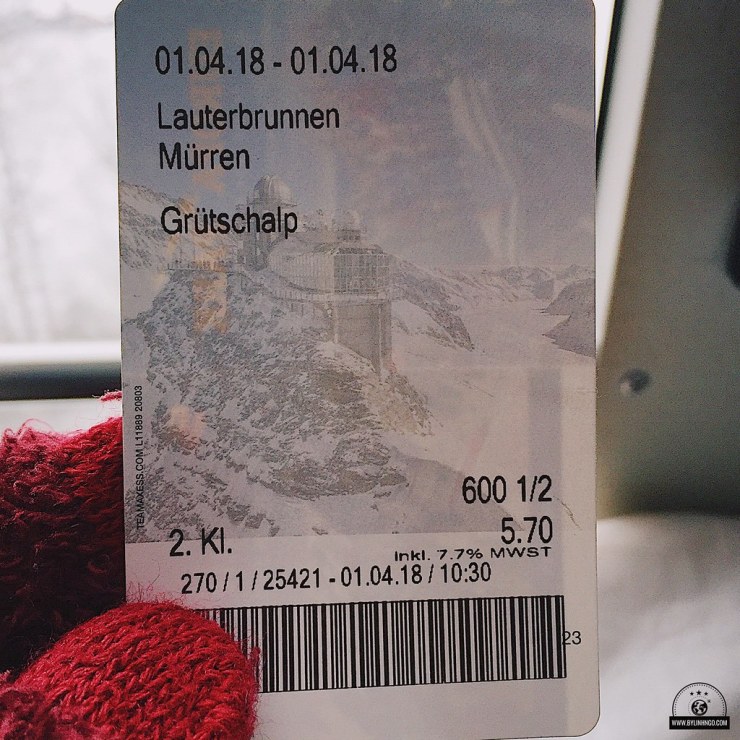 01.04.18 - 01.04.18
Lauterbrunnen
Mürren
Grütschalp
TEAMAXESS.COM L11889 20803
600 1/2
2. Kl.
5.70
inkl. 7.7% MWST
270 / 1 / 25421 - 01.04.18 / 10:30
23
WWW.BYLINHNGO.COM